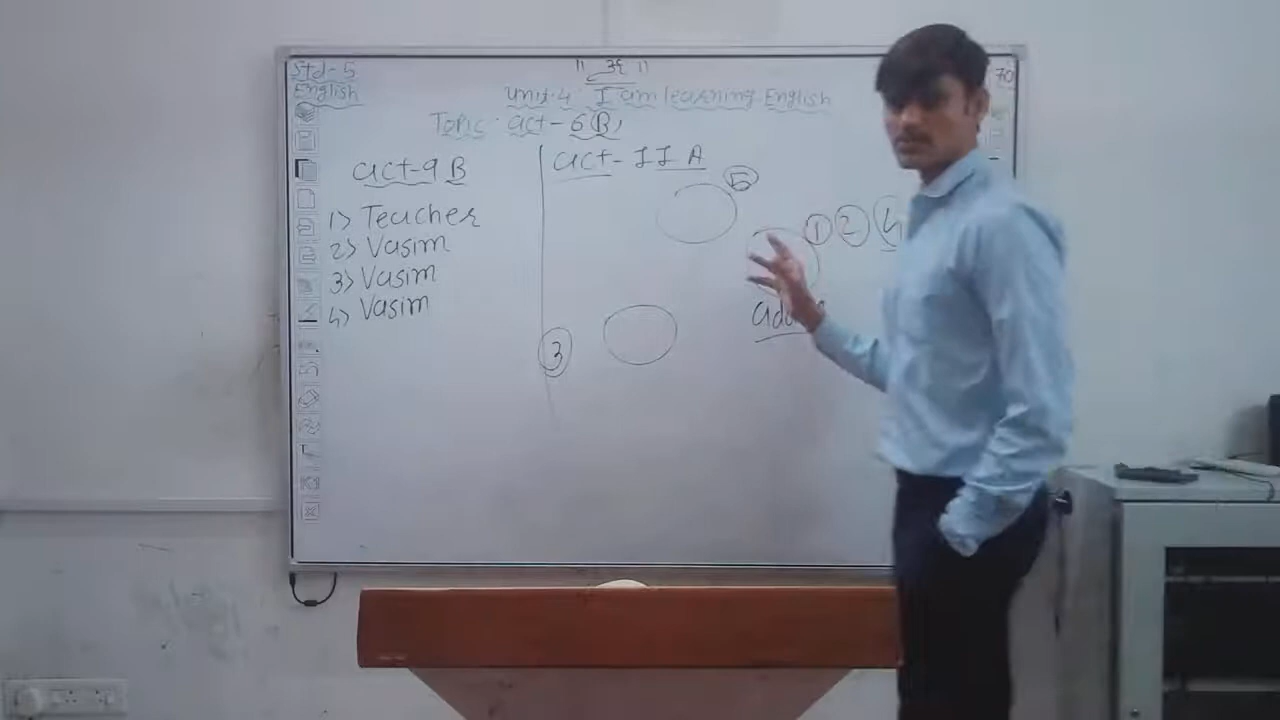 Std-5
English
॥ ॐ ॥
70
Unit-4 I am learning English
Topic: act-6(B)
act-9 B
1> Teacher
2> Vasim
3> Vasim
4> Vasim
act-II A
5
1 2 4
3